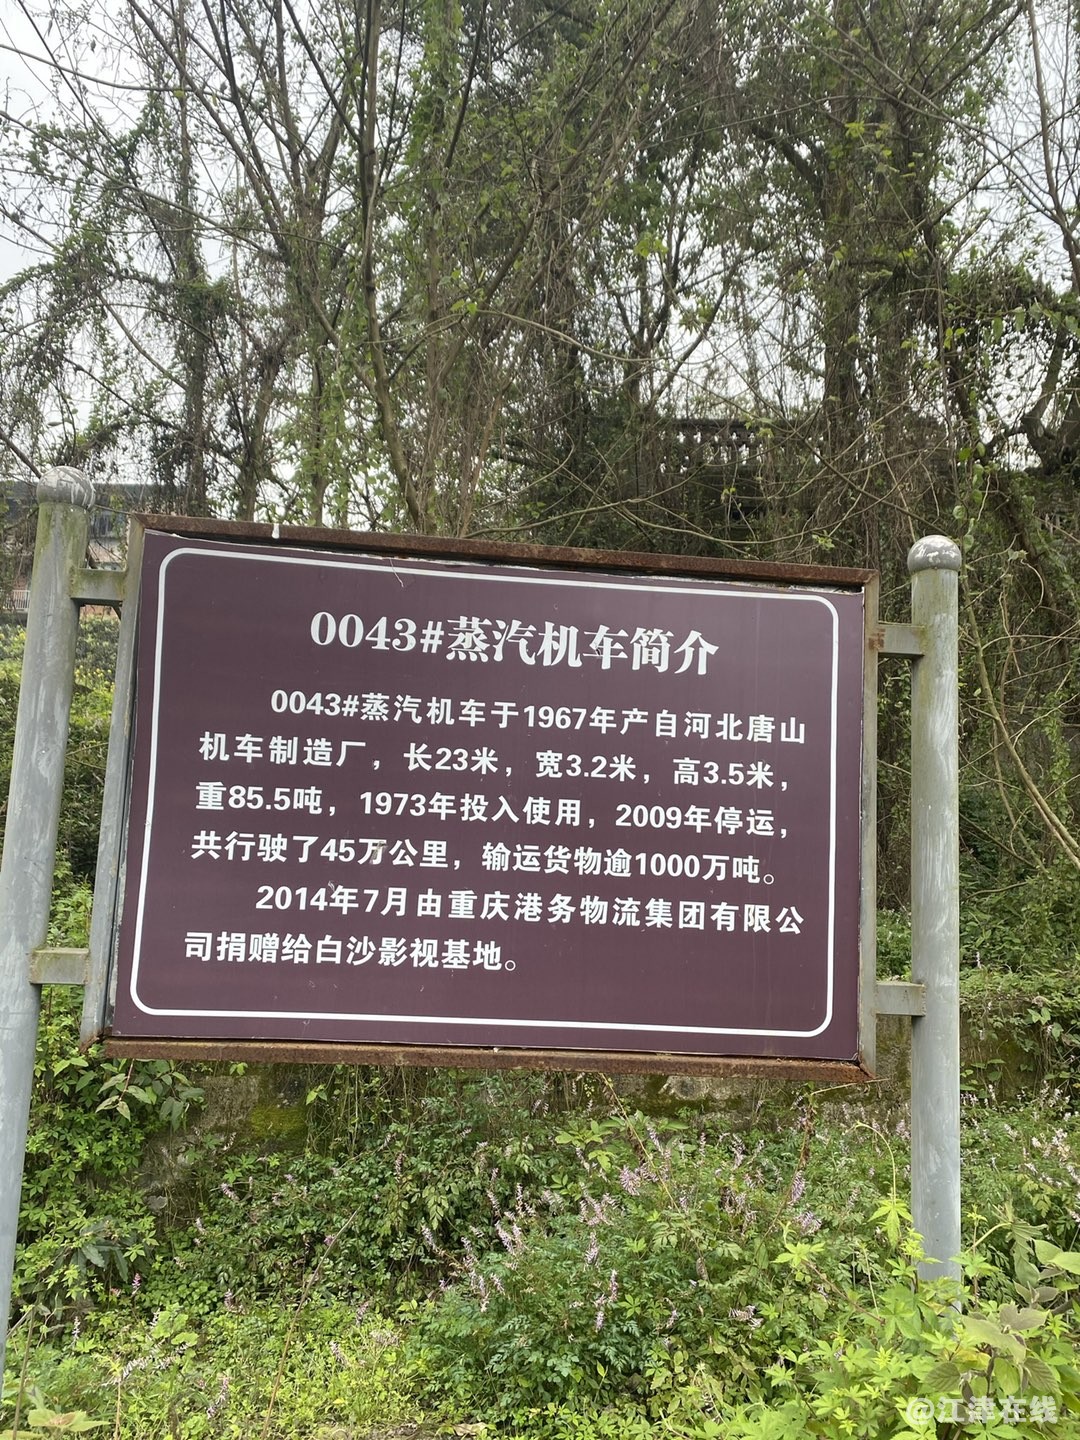 0043#蒸汽机车简介
0043#蒸汽机车于1967年产自河北唐山
机车制造厂，长23米，宽3.2米，高3.5米，
重85.5吨，1973年投入使用，2009年停运，
共行驶了45万公里，输运货物逾1000万吨。
2014年7月由重庆港务物流集团有限公
司捐赠给白沙影视基地。
@江津在线